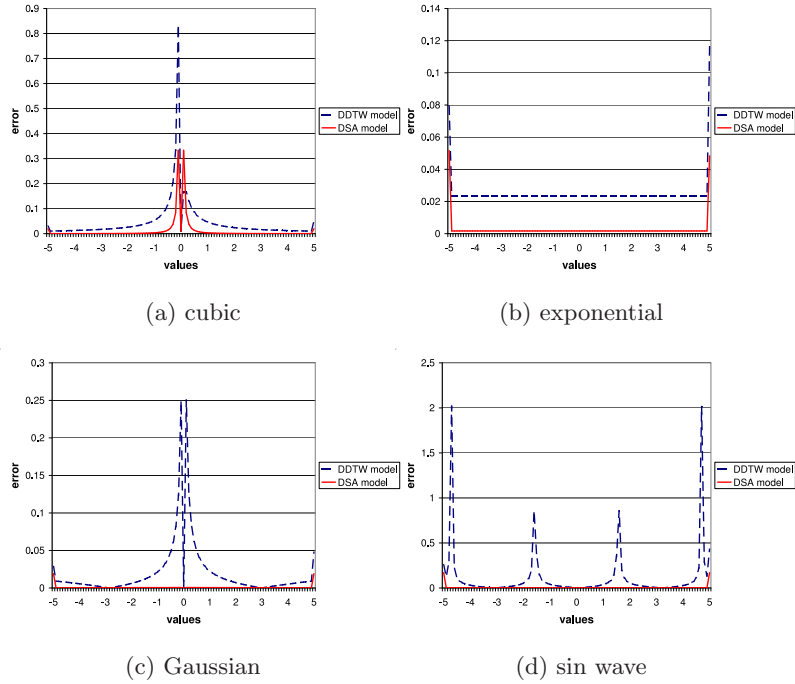 0.9
0.8
0.7
0.6
0.5
0.4
0.3
0.2
0.1
0
error
-5 -4 -3 -2 -1 0 1 2 3 4 5
values
DDTW model
DSA model
(a) cubic
0.14
0.12
0.1
0.08
0.06
0.04
0.02
0
error
-5 -4 -3 -2 -1 0 1 2 3 4 5
values
DDTW model
DSA model
(b) exponential
0.3
0.25
0.2
0.15
0.1
0.05
0
error
-5 -4 -3 -2 -1 0 1 2 3 4 5
values
DDTW model
DSA model
(c) Gaussian
2.5
2
1.5
1
0.5
0
error
-5 -4 -3 -2 -1 0 1 2 3 4 5
values
DDTW model
DSA model
(d) sin wave